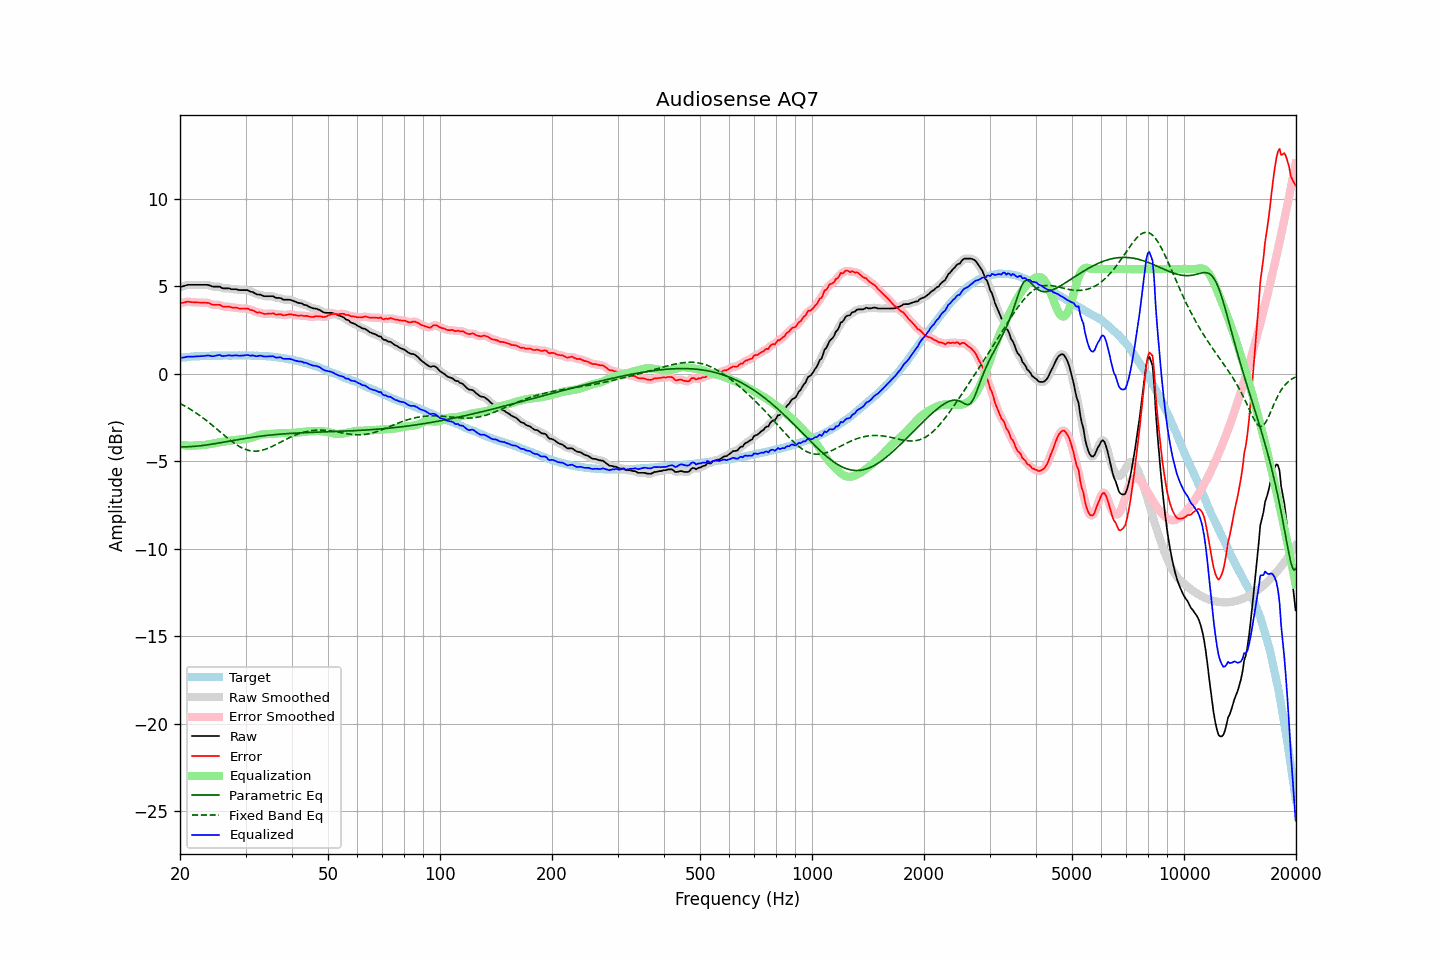 Audiosense AQ7
Amplitude (dBr)
10
5
0
−5
−10
−15
−20
−25
Target
Raw Smoothed
Error Smoothed
Raw
Error
Equalization
Parametric Eq
Fixed Band Eq
Equalized
20 50 100 200 500 1000 2000 5000 10000 20000
Frequency (Hz)